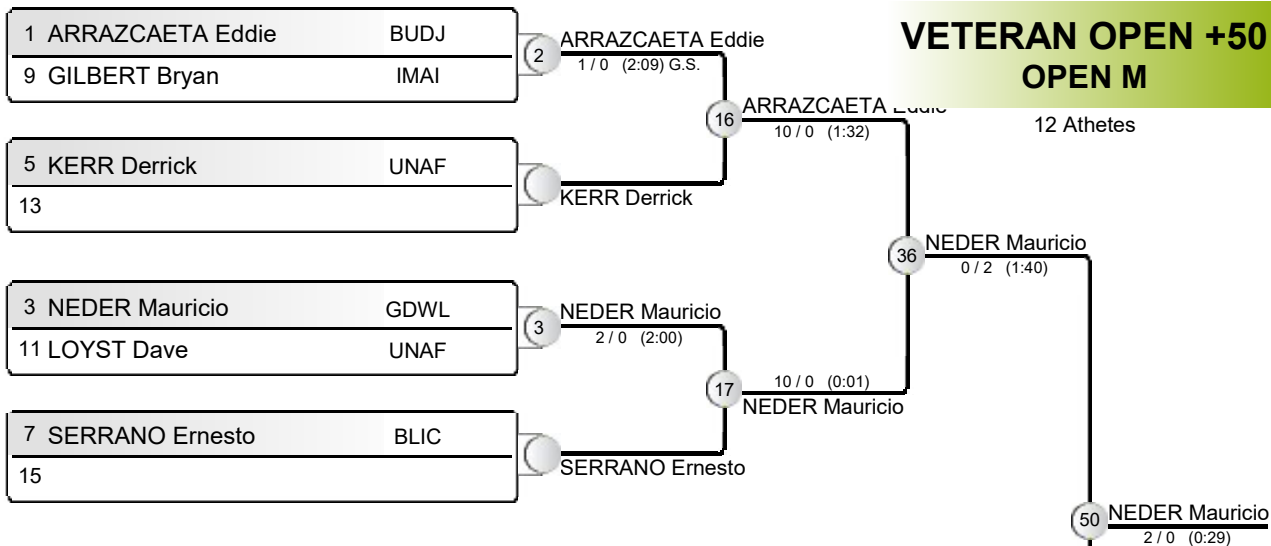 VETERAN OPEN +50
OPEN M
12 Athetes
1 ARRAZCAETA Eddie BUDJ
9 GILBERT Bryan IMAI
2
ARRAZCAETA Eddie
1 / 0 (2:09) G.S.
5 KERR Derrick UNAF
13
KERR Derrick
16
ARRAZCAETA Eddie
10 / 0 (1:32)
3 NEDER Mauricio GDWL
11 LOYST Dave UNAF
3
NEDER Mauricio
2 / 0 (2:00)
7 SERRANO Ernesto BLIC
15
SERRANO Ernesto
17
10 / 0 (0:01)
NEDER Mauricio
36
NEDER Mauricio
0 / 2 (1:40)
50
NEDER Mauricio
2 / 0 (0:29)